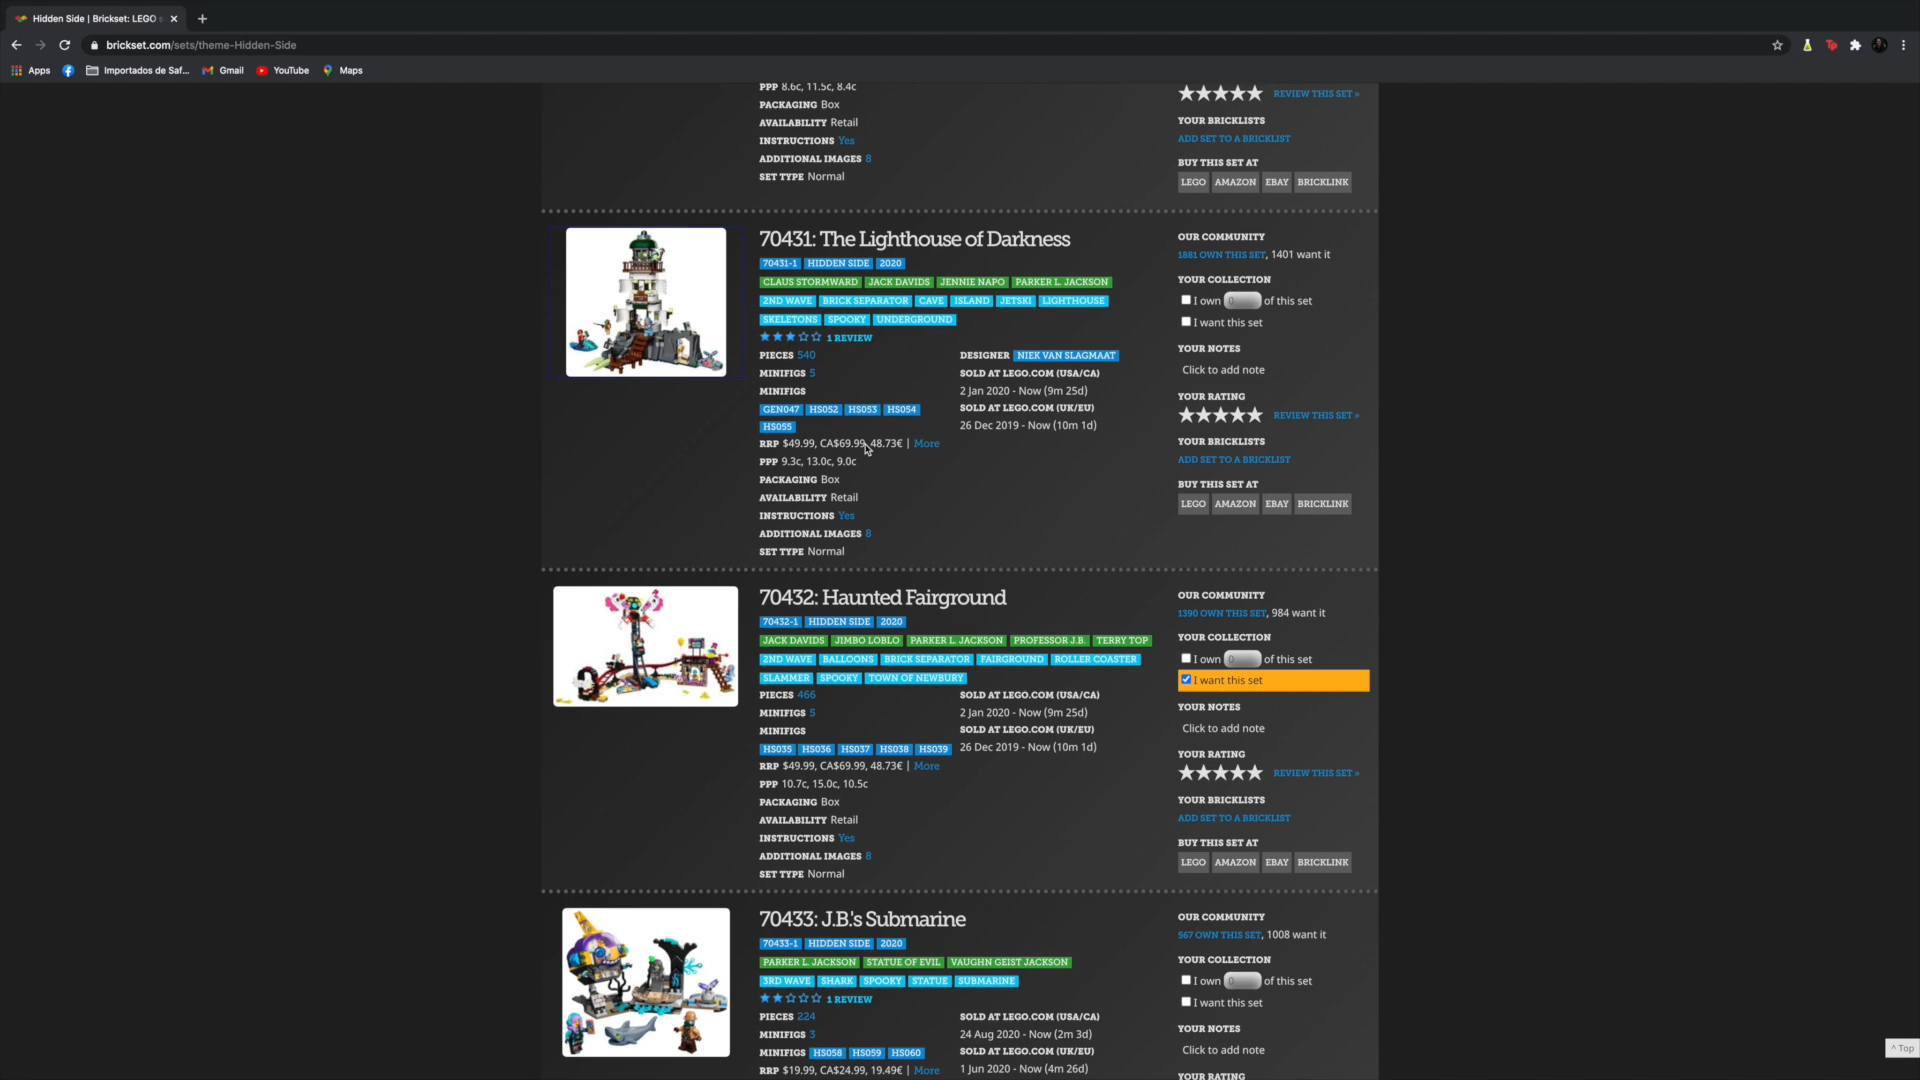 Hidden Side | Brickset: LEGO s
brickset.com/sets/theme-Hidden-Side
Apps
Importados de Saf...
Gmail
YouTube
Maps
PPP 8.6c, 11.5c, 8.4c
PACKAGING Box
AVAILABILITY Retail
INSTRUCTIONS Yes
ADDITIONAL IMAGES 8
SET TYPE Normal
REVIEW THIS SET »
YOUR BRICKLISTS
ADD SET TO A BRICKLIST
BUY THIS SET AT
LEGO AMAZON EBAY BRICKLINK
70431: The Lighthouse of Darkness
70431-1 HIDDEN SIDE 2020
CLAUS STORMWARD JACK DAVIDS JENNIE NAPO PARKER L. JACKSON
2ND WAVE BRICK SEPARATOR CAVE ISLAND JETSKI LIGHTHOUSE
SKELETONS SPOOKY UNDERGROUND
1 REVIEW
PIECES 540
MINIFIGS 5
MINIFIGS
GEN047 HS052 HS053 HS054
HS055
RRP $49.99, CA$69.99, 48.73€ | More
PPP 9.3c, 13.0c, 9.0c
PACKAGING Box
AVAILABILITY Retail
INSTRUCTIONS Yes
ADDITIONAL IMAGES 8
SET TYPE Normal
DESIGNER NIEK VAN SLAGMAAT
SOLD AT LEGO.COM (USA/CA)
2 Jan 2020 - Now (9m 25d)
SOLD AT LEGO.COM (UK/EU)
26 Dec 2019 - Now (10m 1d)
OUR COMMUNITY
1881 OWN THIS SET, 1401 want it
YOUR COLLECTION
I own 0 of this set
I want this set
YOUR NOTES
Click to add note
YOUR RATING
REVIEW THIS SET »
YOUR BRICKLISTS
ADD SET TO A BRICKLIST
BUY THIS SET AT
LEGO AMAZON EBAY BRICKLINK
70432: Haunted Fairground
70432-1 HIDDEN SIDE 2020
JACK DAVIDS JIMBO LOBLO PARKER L. JACKSON PROFESSOR J.B. TERRY TOP
2ND WAVE BALLOONS BRICK SEPARATOR FAIRGROUND ROLLER COASTER
SLAMMER SPOOKY TOWN OF NEWBURY
PIECES 466
MINIFIGS 5
MINIFIGS
HS035 HS036 HS037 HS038 HS039
RRP $49.99, CA$69.99, 48.73€ | More
PPP 10.7c, 15.0c, 10.5c
PACKAGING Box
AVAILABILITY Retail
INSTRUCTIONS Yes
ADDITIONAL IMAGES 8
SET TYPE Normal
SOLD AT LEGO.COM (USA/CA)
2 Jan 2020 - Now (9m 25d)
SOLD AT LEGO.COM (UK/EU)
26 Dec 2019 - Now (10m 1d)
OUR COMMUNITY
1390 OWN THIS SET, 984 want it
YOUR COLLECTION
I own 0 of this set
I want this set
YOUR NOTES
Click to add note
YOUR RATING
REVIEW THIS SET »
YOUR BRICKLISTS
ADD SET TO A BRICKLIST
BUY THIS SET AT
LEGO AMAZON EBAY BRICKLINK
70433: J.B.'s Submarine
70433-1 HIDDEN SIDE 2020
PARKER L. JACKSON STATUE OF EVIL VAUGHN GEIST JACKSON
3RD WAVE SHARK SPOOKY STATUE SUBMARINE
1 REVIEW
PIECES 224
MINIFIGS 3
MINIFIGS HS058 HS059 HS060
RRP $19.99, CA$24.99, 19.49€ | More
SOLD AT LEGO.COM (USA/CA)
24 Aug 2020 - Now (2m 3d)
SOLD AT LEGO.COM (UK/EU)
1 Jun 2020 - Now (4m 26d)
OUR COMMUNITY
567 OWN THIS SET, 1008 want it
YOUR COLLECTION
I own 0 of this set
I want this set
YOUR NOTES
Click to add note
YOUR RATING
^ Top